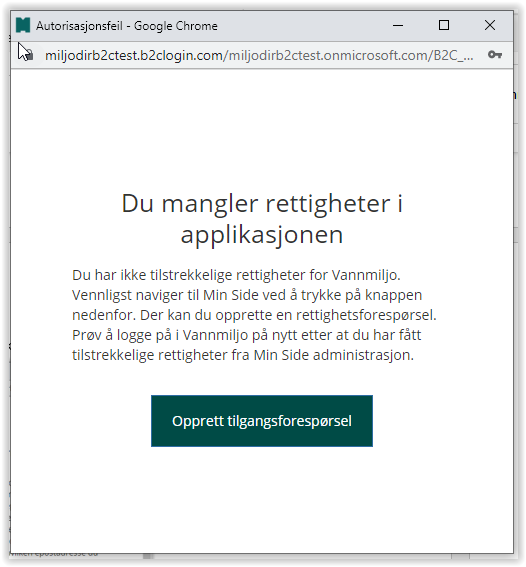 Autorisasjonsfeil - Google Chrome
miljodirb2ctest.b2clogin.com/miljodirb2ctest.onmicrosoft.com/B2C_...
Du mangler rettigheter i
applikasjonen
Du har ikke tilstrekkelige rettigheter for Vannmiljo.
Vennligst naviger til Min Side ved å trykke på knappen
nedenfor. Der kan du opprette en rettighetsforespørsel.
Prøv å logge på i Vannmiljo på nytt etter at du har fått
tilstrekkelige rettigheter fra Min Side administrasjon.
Opprett tilgangsforespørsel